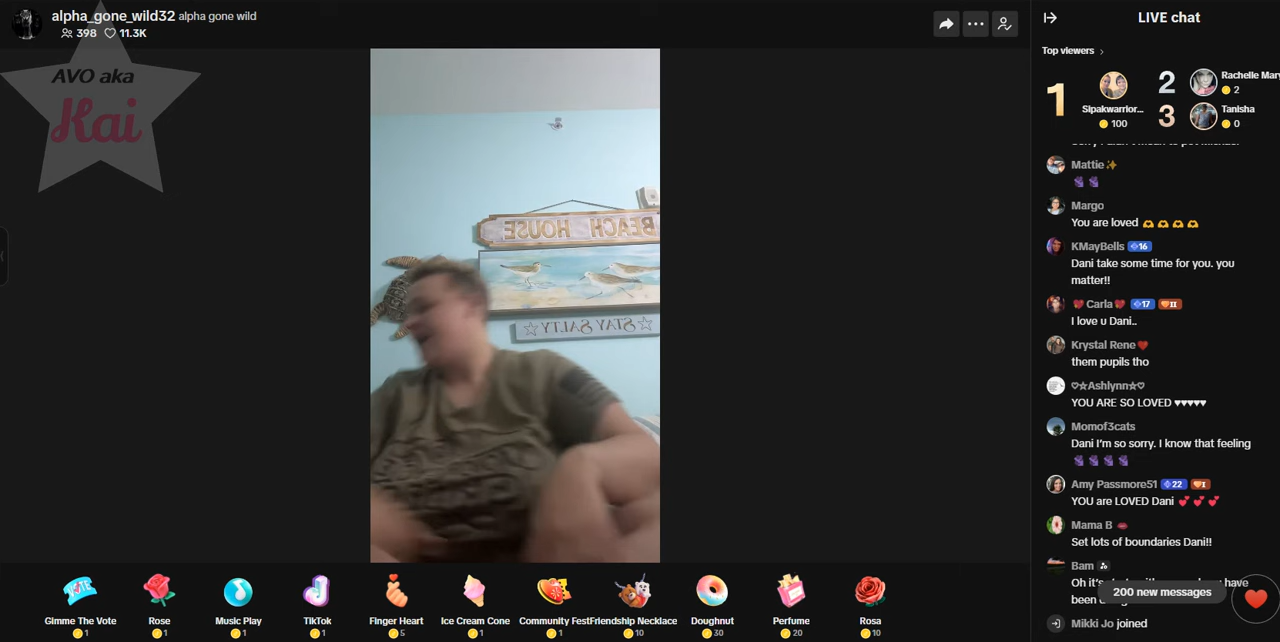 alpha_gone_wild32 alpha gone wild
398 11.3K
AVO aka
Kai
BEACH HOUSE
STAY SALTY
LIVE chat
Top viewers
1
Sipakwarrior...
100
2
Rachelle Mar
2
3
Tanisha
0
Mattie
Margo
You are loved
KMayBells 16
Dani take some time for you. you
matter!!
Carla 17 II
I love u Dani..
Krystal Rene
them pupils tho
♡☆Ashlynn☆♡
YOU ARE SO LOVED ♥♥♥♥♥
Momof3cats
Dani I'm so sorry. I know that feeling
Amy Passmore51 22 I
YOU are LOVED Dani
Mama B
Set lots of boundaries Dani!!
Bam
have
been
200 new messages
Mikki Jo joined
VOTE
Gimme The Vote
1
Rose
1
Music Play
1
TikTok
1
Finger Heart
5
Ice Cream Cone
1
Community Fest
1
Friendship Necklace
10
Doughnut
30
Perfume
20
Rosa
10